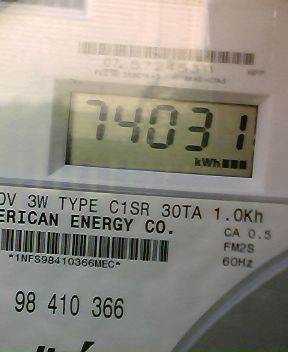 74031
kWh
0V 3W TYPE C1SR 30TA 1.0Kh
ERICAN ENERGY CO.
CA 0.5
FM2S
60Hz
*1NFS98410366MEC*
98 410 366